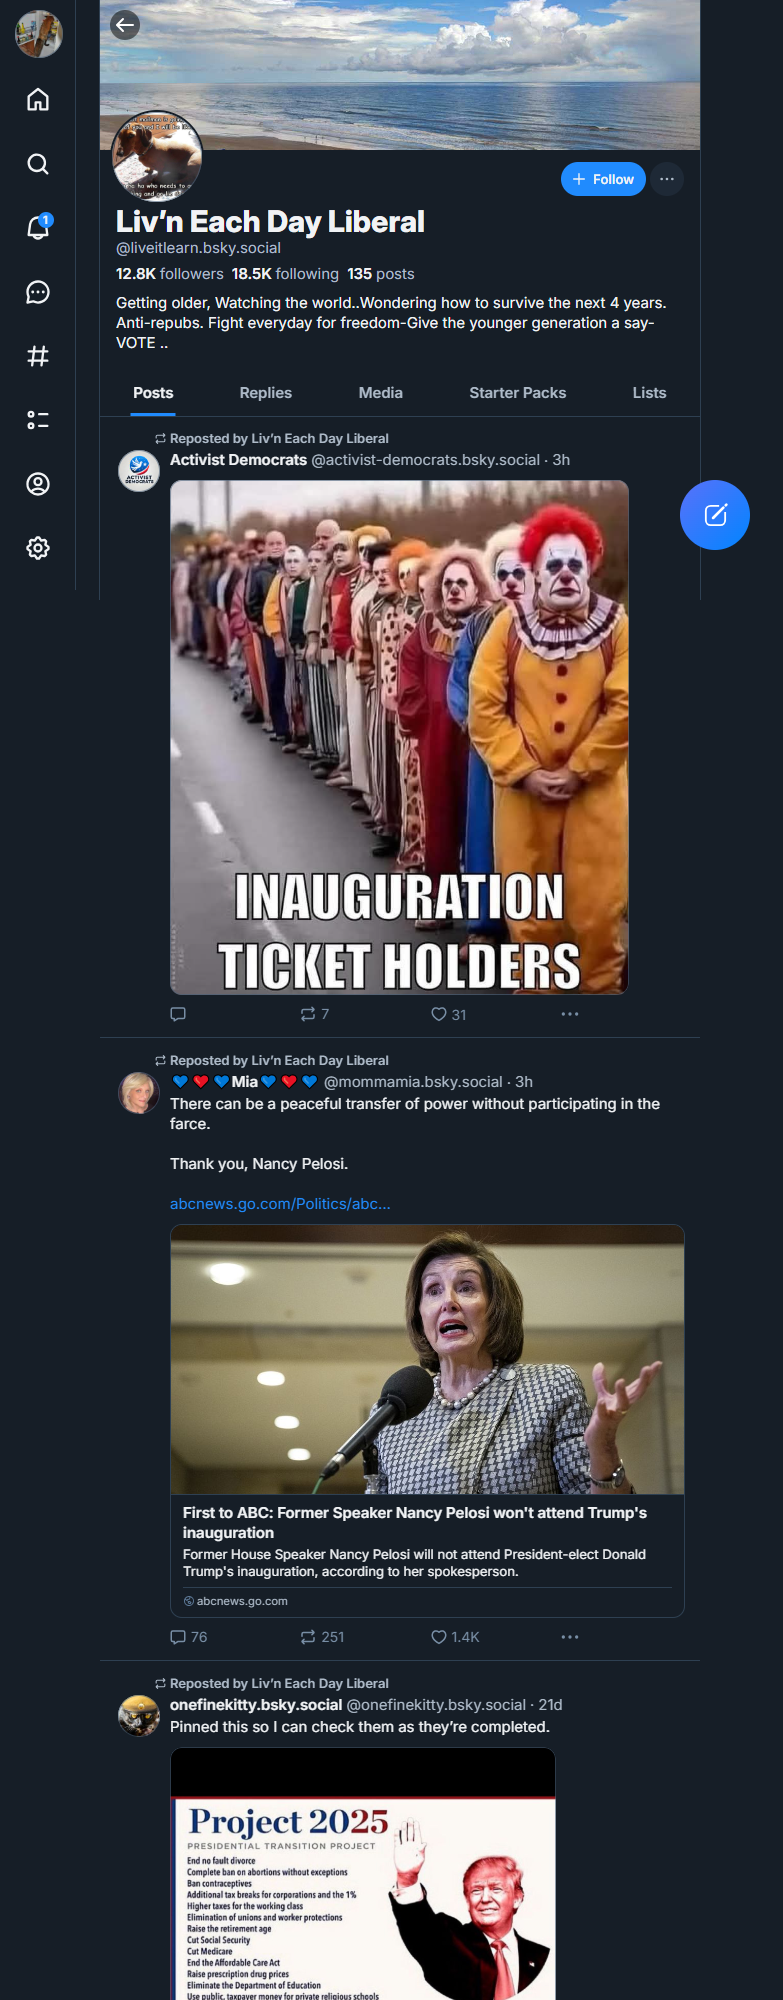 Liv’n Each Day Liberal
@liveitlearn.bsky.social
12.8K followers 18.5K following 135 posts
Getting older, Watching the world..Wondering how to survive the next 4 years.
Anti-repubs. Fight everyday for freedom-Give the younger generation a say-
VOTE ..
+ Follow
1
Posts Replies Media Starter Packs Lists
Reposted by Liv’n Each Day Liberal
ACTIVIST
DEMOCRATS
Activist Democrats @activist-democrats.bsky.social · 3h
INAUGURATION
TICKET HOLDERS
7 31
Reposted by Liv’n Each Day Liberal
💙❤️💙Mia💙❤️💙 @mommamia.bsky.social · 3h
There can be a peaceful transfer of power without participating in the
farce.
Thank you, Nancy Pelosi.
abcnews.go.com/Politics/abc...
First to ABC: Former Speaker Nancy Pelosi won't attend Trump's
inauguration
Former House Speaker Nancy Pelosi will not attend President-elect Donald
Trump's inauguration, according to her spokesperson.
abcnews.go.com
76 251 1.4K
Reposted by Liv’n Each Day Liberal
onefinekitty.bsky.social @onefinekitty.bsky.social · 21d
Pinned this so I can check them as they’re completed.
Project 2025
PRESIDENTIAL TRANSITION PROJECT
End no fault divorce
Complete ban on abortions without exceptions
Ban contraceptives
Additional tax breaks for corporations and the 1%
Higher taxes for the working class
Elimination of unions and worker protections
Raise the retirement age
Cut Social Security
Cut Medicare
End the Affordable Care Act
Raise prescription drug prices
Eliminate the Department of Education
Use public, taxpayer money for private religious schools